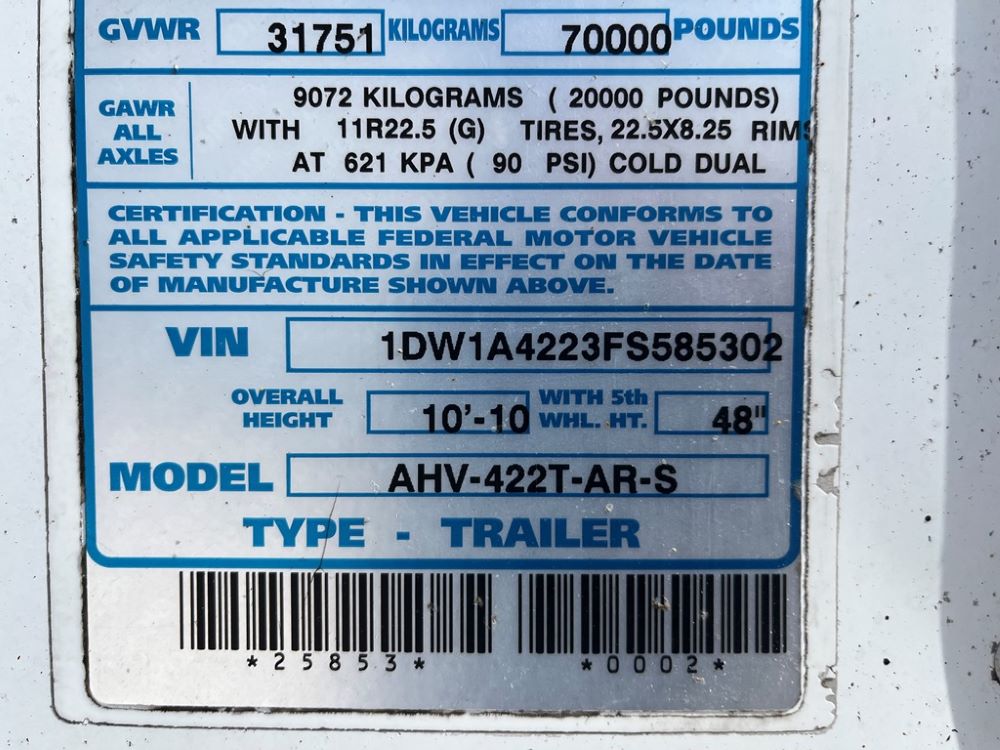 GVWR 31751 KILOGRAMS 70000 POUNDS
GAWR ALL AXLES
9072 KILOGRAMS ( 20000 POUNDS)
WITH 11R22.5 (G) TIRES, 22.5X8.25 RIMS
AT 621 KPA ( 90 PSI) COLD DUAL
CERTIFICATION - THIS VEHICLE CONFORMS TO
ALL APPLICABLE FEDERAL MOTOR VEHICLE
SAFETY STANDARDS IN EFFECT ON THE DATE
OF MANUFACTURE SHOWN ABOVE.
VIN 1DW1A4223FS585302
OVERALL HEIGHT 10'-10 WITH 5th WHL. HT. 48"
MODEL AHV-422T-AR-S
TYPE - TRAILER
*25853* *0002*